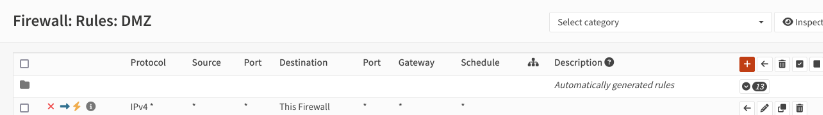 Firewall: Rules: DMZ
Select category Inspect
Protocol Source Port Destination Port Gateway Schedule Description
Automatically generated rules 13
IPv4 * * * This Firewall * * *